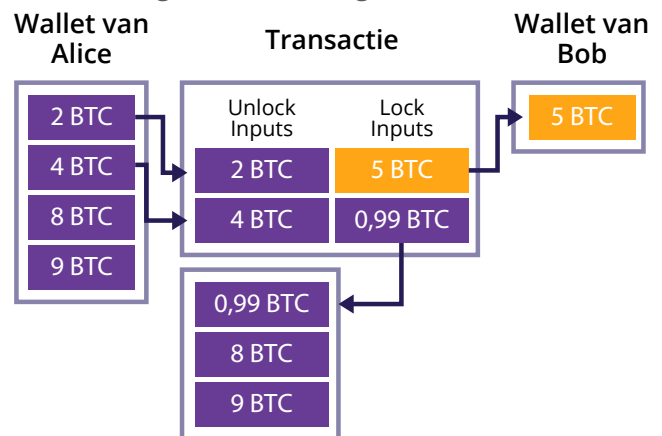 Wallet van
Alice
Transactie
Wallet van
Bob
2 BTC
4 BTC
8 BTC
9 BTC
Unlock
Inputs
Lock
Inputs
2 BTC
5 BTC
4 BTC
0,99 BTC
5 BTC
0,99 BTC
8 BTC
9 BTC